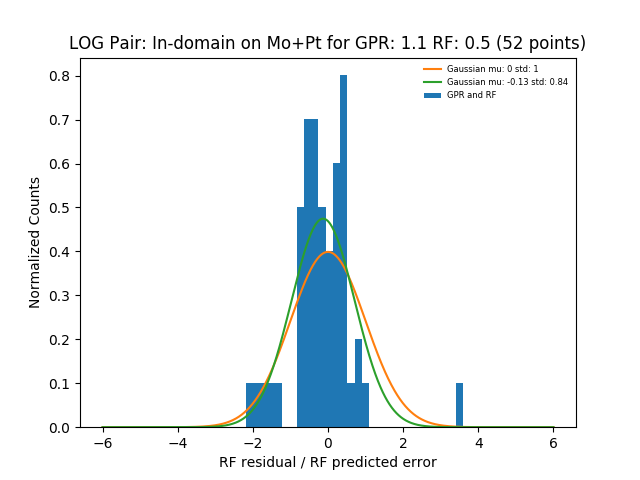 LOG Pair: In-domain on Mo+Pt for GPR: 1.1 RF: 0.5 (52 points)
Gaussian mu: 0 std: 1
Gaussian mu: -0.13 std: 0.84
GPR and RF
Normalized Counts
0.8
0.7
0.6
0.5
0.4
0.3
0.2
0.1
0.0
−6 −4 −2 0 2 4 6
RF residual / RF predicted error